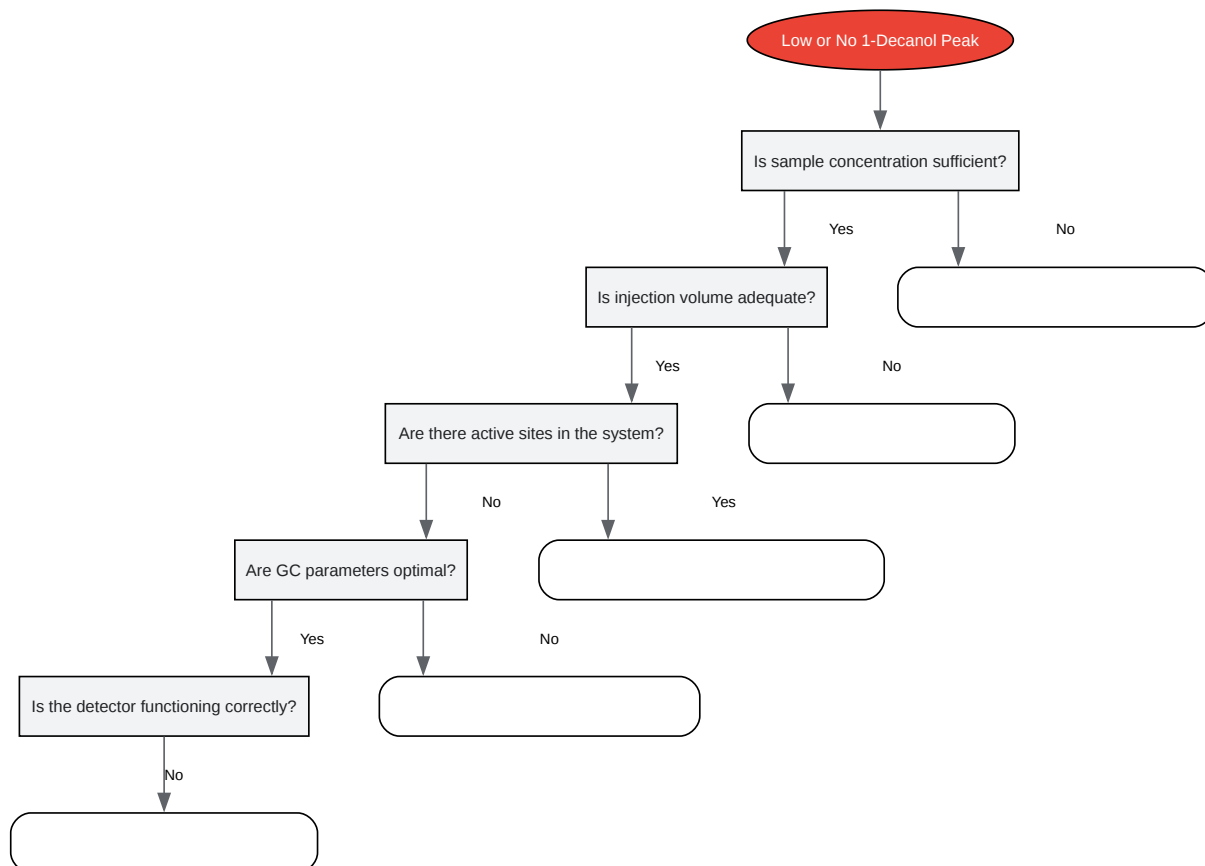 Low or No 1-Decanol Peak
Is sample concentration sufficient?
Yes
No
Is injection volume adequate?
Yes
No
Are there active sites in the system?
No
Yes
Are GC parameters optimal?
Yes
No
Is the detector functioning correctly?
No